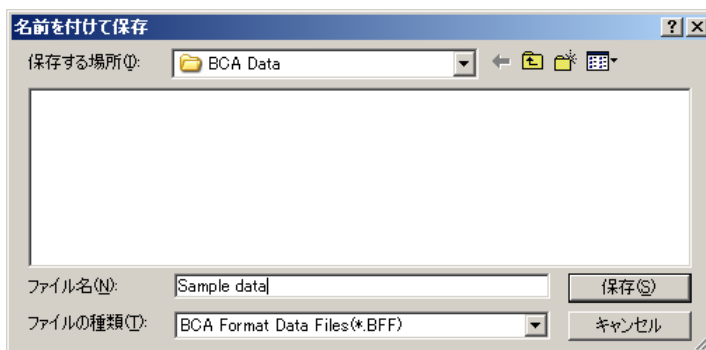 名前を付けて保存
保存する場所(I):
BCA Data
ファイル名(N):
Sample data
保存(S)
ファイルの種類(T):
BCA Format Data Files(*.BFF)
キャンセル